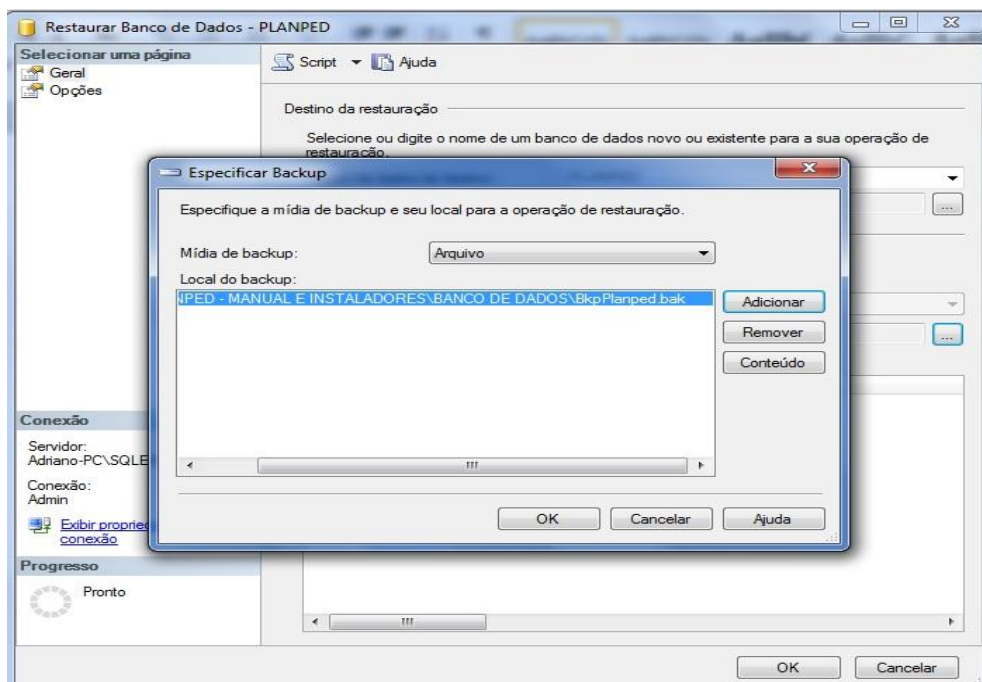 Restaurar Banco de Dados - PLANPED
Selecionar uma página
Geral
Opções
Script
Ajuda
Destino da restauração
Selecione ou digite o nome de um banco de dados novo ou existente para a sua operação de
restauração.
Especificar Backup
Especifique a mídia de backup e seu local para a operação de restauração.
Mídia de backup:
Arquivo
Local do backup:
NPED - MANUAL E INSTALADORES\BANCO DE DADOS\BkpPlanped.bak
Adicionar
Remover
Conteúdo
OK
Cancelar
Ajuda
Conexão
Servidor:
Adriano-PC\SQLE
Conexão:
Admin
Exibir propried
conexão
Progresso
Pronto
OK
Cancelar